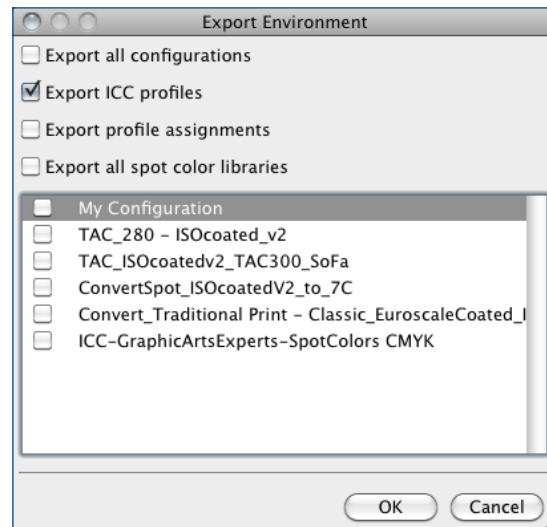 Export Environment
Export all configurations
Export ICC profiles
Export profile assignments
Export all spot color libraries
My Configuration
TAC_280 – ISOcoated_v2
TAC_ISOcoatedv2_TAC300_SoFa
ConvertSpot_ISOcoatedV2_to_7C
Convert_Traditional Print – Classic_EuroscaleCoated_
ICC-GraphicArtsExperts-SpotColors CMYK
OK Cancel